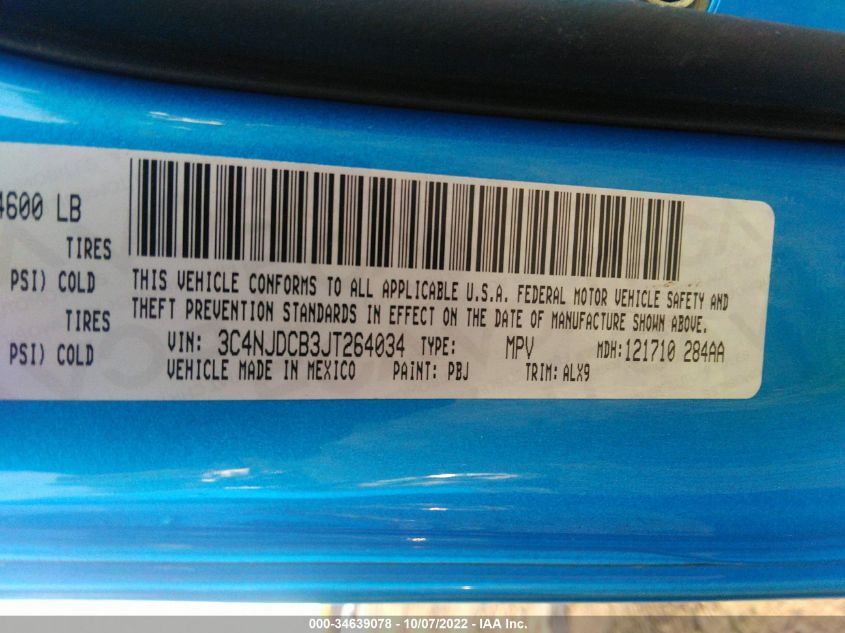 4600 LB
TIRES
PSI) COLD
TIRES
PSI) COLD
THIS VEHICLE CONFORMS TO ALL APPLICABLE U.S.A. FEDERAL MOTOR VEHICLE SAFETY AND
THEFT PREVENTION STANDARDS IN EFFECT ON THE DATE OF MANUFACTURE SHOWN ABOVE.
VIN: 3C4NJDCB3JT264034 TYPE: MPV MDH:121710 284AA
VEHICLE MADE IN MEXICO PAINT: PBJ TRIM:ALX9
000-34639078 - 10/07/2022 - IAA Inc.